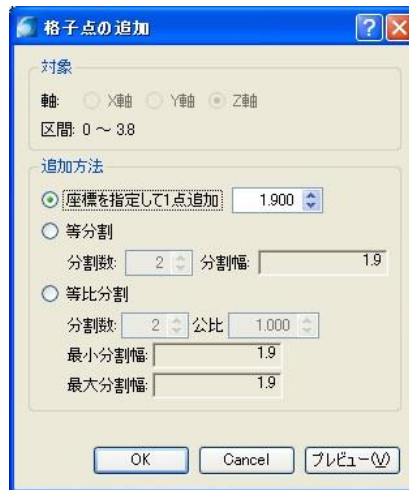 格子点の追加
対象
軸: X軸 Y軸 Z軸
区間: 0 ～ 3.8
追加方法
座標を指定して1点追加 1.900
等分割
分割数: 2 分割幅: 1.9
等比分割
分割数: 2 公比 1.000
最小分割幅: 1.9
最大分割幅: 1.9
OK Cancel プレビュー(V)